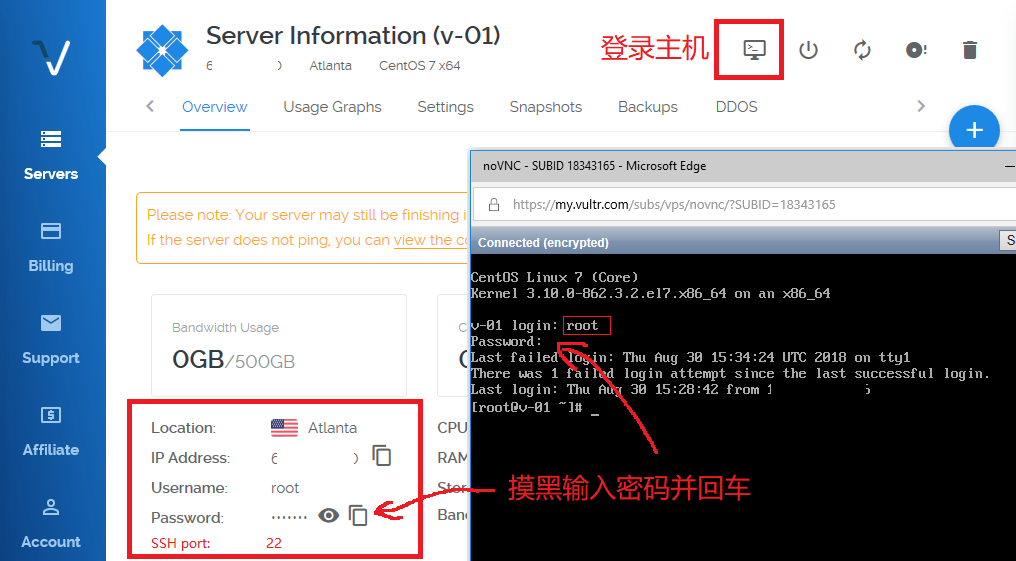 Server Information (v-01)
登录主机
6 Atlanta CentOS 7 x64
Overview Usage Graphs Settings Snapshots Backups DDOS
Servers
Billing
Support
Affiliate
Account
Please note: Your server may still be finishing
If the server does not ping, you can view the
Bandwidth Usage
0GB/500GB
Location: Atlanta
IP Address: 6
Username: root
Password: ·······
SSH port: 22
CPU
RAM
noVNC - SUBID 18343165 - Microsoft Edge
https://my.vultr.com/subs/vps/novnc/?SUBID=18343165
Connected (encrypted)
S
CentOS Linux 7 (Core)
Kernel 3.10.0-862.3.2.el7.x86_64 on an x86_64
v-01 login: root
Password:
Last failed login: Thu Aug 30 15:34:24 UTC 2018 on tty1
There was 1 failed login attempt since the last successful login.
Last login: Thu Aug 30 15:28:42 from 1
[root@v-01 ~]# _
摸黑输入密码并回车